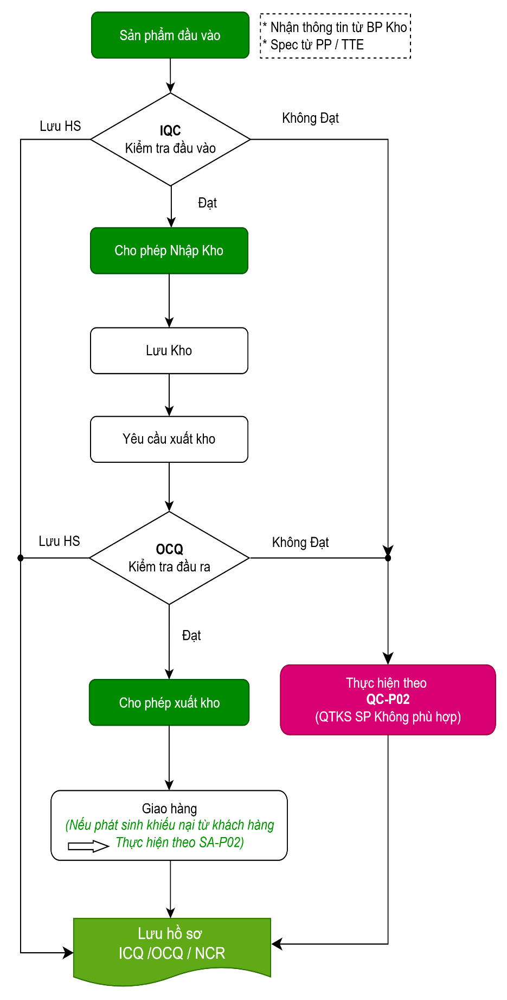 Sản phẩm đầu vào
* Nhận thông tin từ BP Kho
* Spec từ PP / TTE
Lưu HS
IQC
Kiểm tra đầu vào
Không Đạt
Đạt
Cho phép Nhập Kho
Lưu Kho
Yêu cầu xuất kho
Lưu HS
OCQ
Kiểm tra đầu ra
Không Đạt
Đạt
Cho phép xuất kho
Thực hiện theo
QC-P02
(QTKS SP Không phù hợp)
Giao hàng
(Nếu phát sinh khiếu nại từ khách hàng
Thực hiện theo SA-P02)
Lưu hồ sơ
ICQ /OCQ / NCR